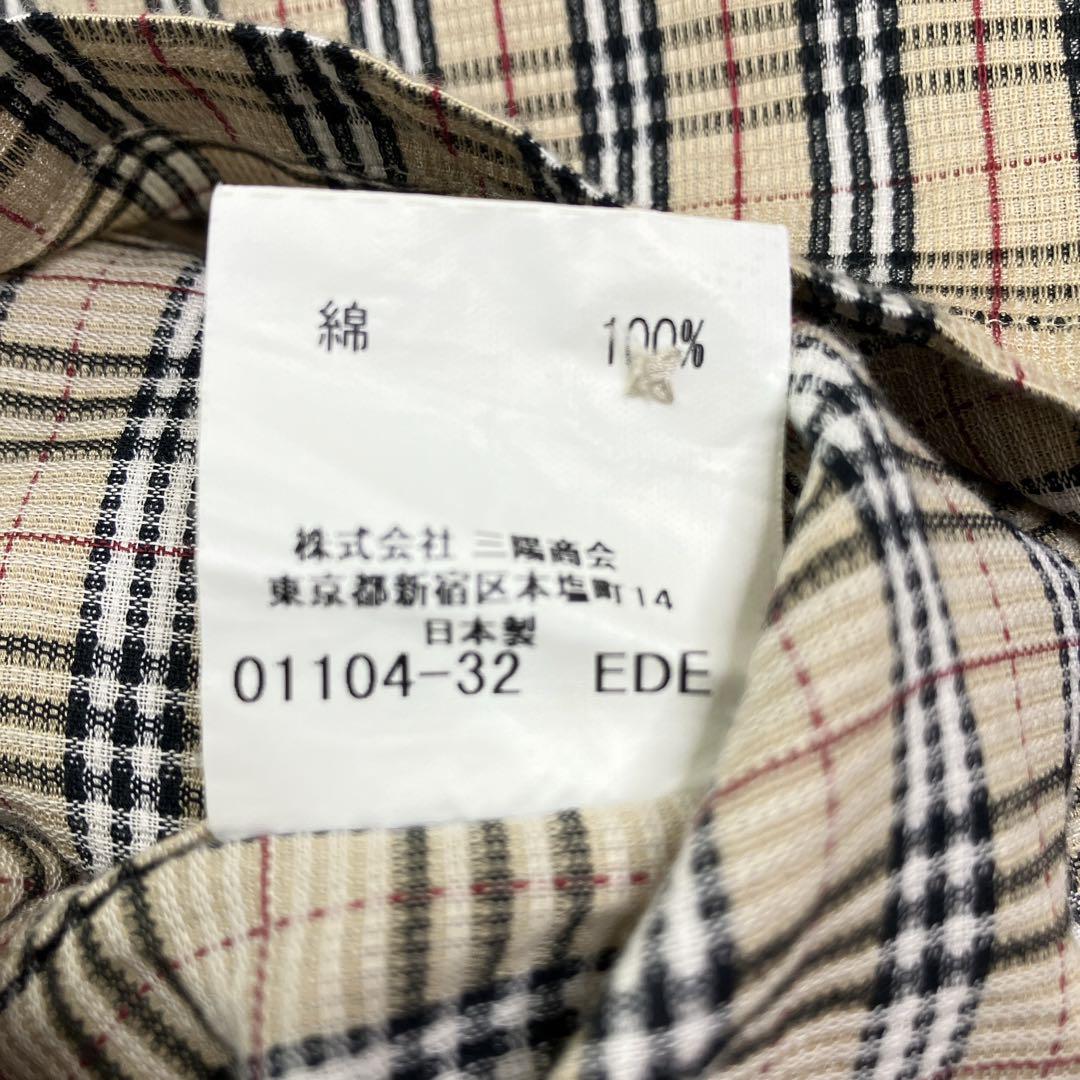 綿 100%
株式会社 三陽商会
東京都新宿区本塩町14
日本製
01104-32 EDE